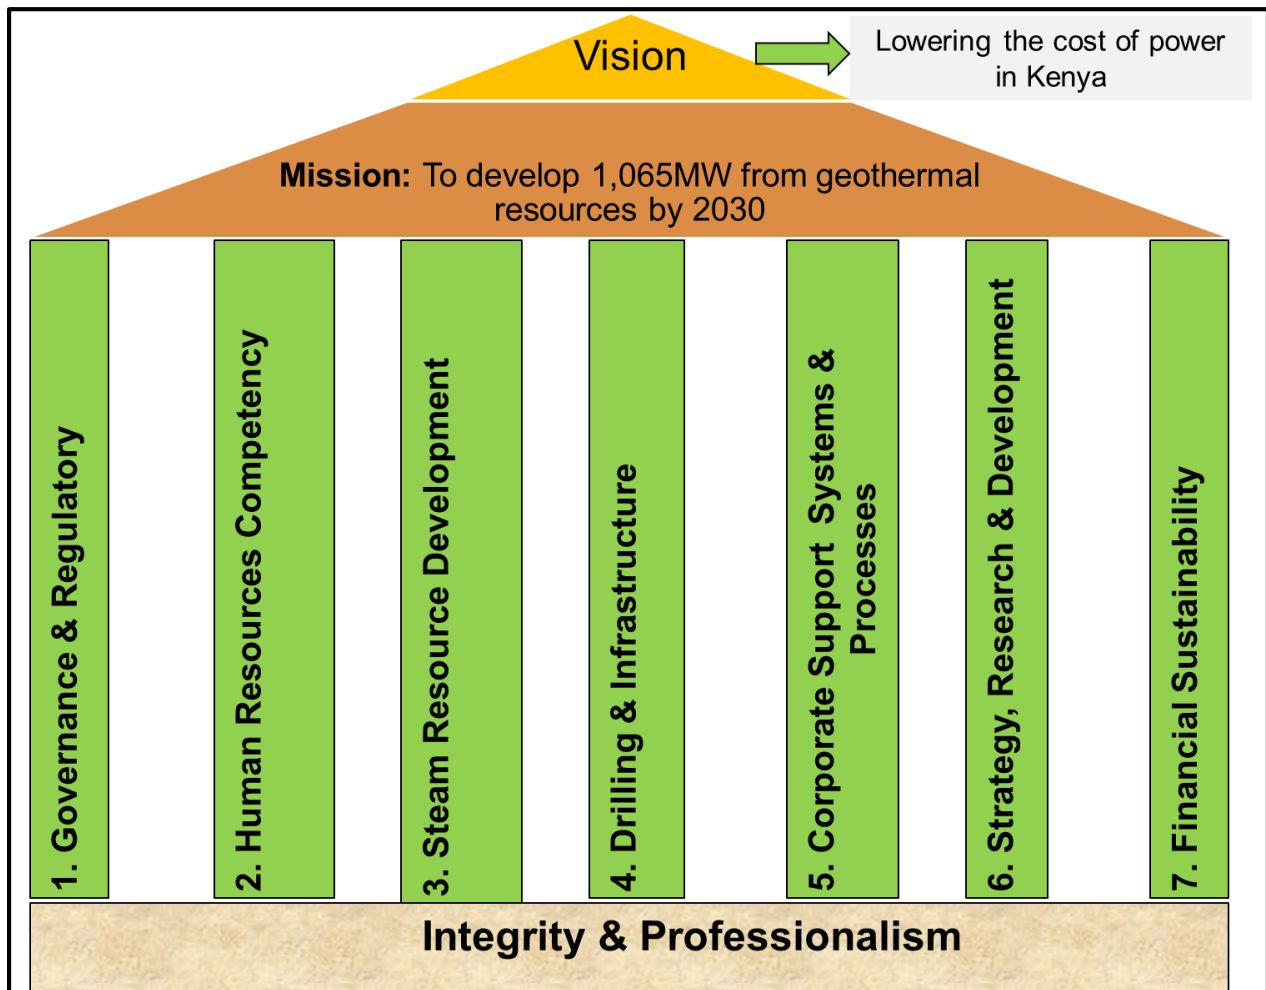 Vision
Lowering the cost of power
in Kenya
Mission: To develop 1,065MW from geothermal
resources by 2030
1. Governance & Regulatory
2. Human Resources Competency
3. Steam Resource Development
4. Drilling & Infrastructure
5. Corporate Support Systems &
Processes
6. Strategy, Research & Development
7. Financial Sustainability
Integrity & Professionalism